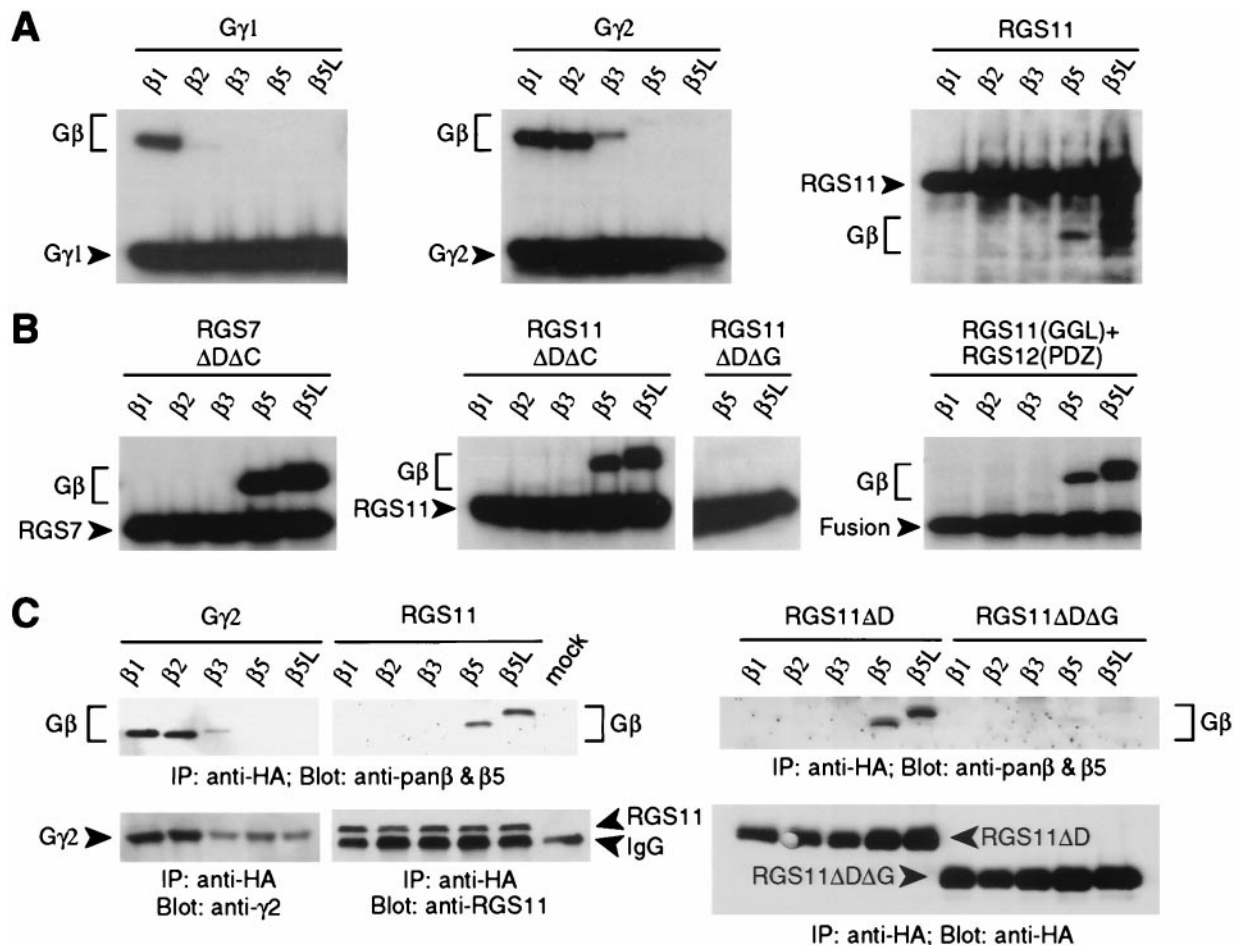 A
Gγ1
β1 β2 β3 β5 β5L
Gβ
Gγ1
Gγ2
β1 β2 β3 β5 β5L
Gβ
Gγ2
RGS11
β1 β2 β3 β5 β5L
RGS11
Gβ
B
RGS7
ΔDΔC
β1 β2 β3 β5 β5L
Gβ
RGS7
RGS11
ΔDΔC
β1 β2 β3 β5 β5L
Gβ
RGS11
RGS11
ΔDΔG
β5 β5L
RGS11(GGL)+
RGS12(PDZ)
β1 β2 β3 β5 β5L
Gβ
Fusion
C
Gγ2
β1 β2 β3 β5 β5L
RGS11
β1 β2 β3 β5 β5L mock
Gβ
Gβ
IP: anti-HA; Blot: anti-panβ & β5
Gγ2
RGS11
IgG
IP: anti-HA
Blot: anti-γ2
IP: anti-HA
Blot: anti-RGS11
RGS11ΔD
β1 β2 β3 β5 β5L
RGS11ΔDΔG
β1 β2 β3 β5 β5L
Gβ
IP: anti-HA; Blot: anti-panβ & β5
RGS11ΔD
RGS11ΔDΔG
IP: anti-HA; Blot: anti-HA